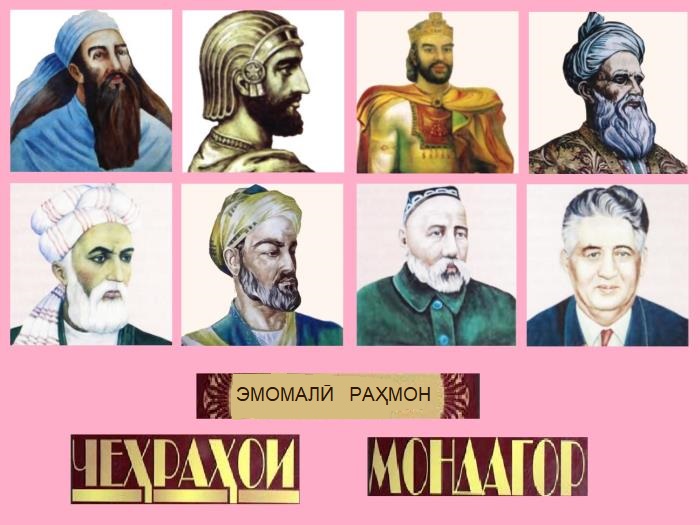 ЭМОМАЛӢ РАҲМОН
ЧЕҲРАҲОИ МОНДАГОР